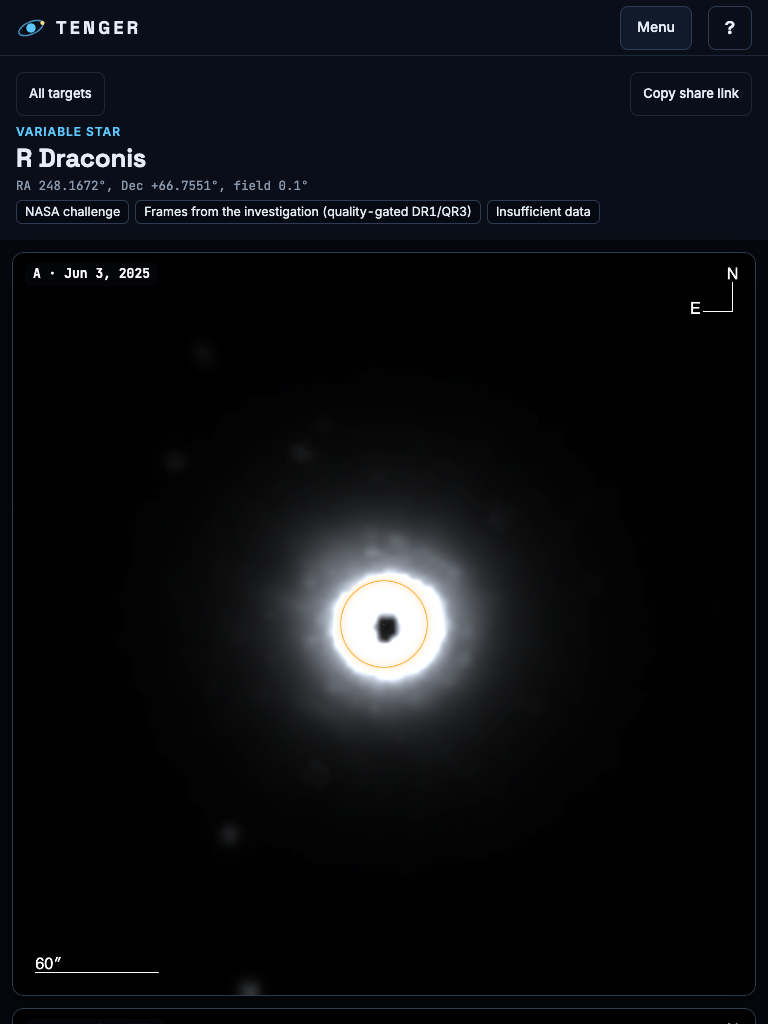 TENGER
Menu
?
All targets
Copy share link
VARIABLE STAR
R Draconis
RA 248.1672°, Dec +66.7551°, field 0.1°
NASA challenge
Frames from the investigation (quality-gated DR1/QR3)
Insufficient data
A · Jun 3, 2025
N
E
60″